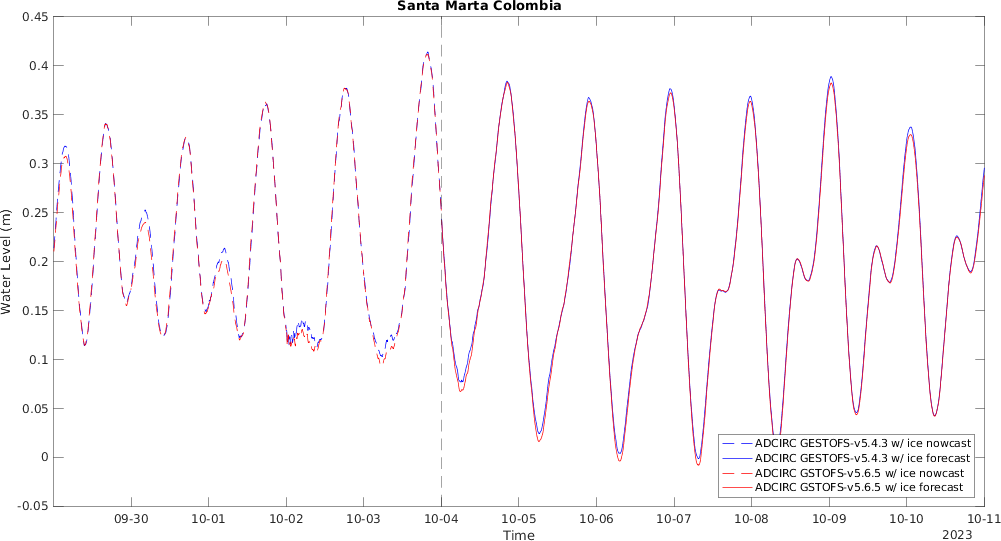 Santa Marta Colombia
0.45
0.4
0.35
0.3
0.25
0.2
0.15
0.1
0.05
0
-0.05
Water Level (m)
ADCIRC GESTOFS-v5.4.3 w/ ice nowcast
ADCIRC GESTOFS-v5.4.3 w/ ice forecast
ADCIRC GSTOFS-v5.6.5 w/ ice nowcast
ADCIRC GSTOFS-v5.6.5 w/ ice forecast
09-30 10-01 10-02 10-03 10-04 10-05 10-06 10-07 10-08 10-09 10-10 10-11
Time
2023